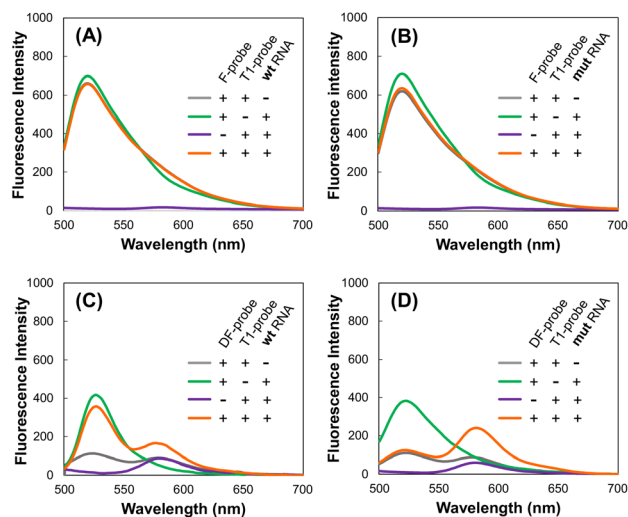 (A)
Fluorescence Intensity
1000
800
600
400
200
0
F-probe
T1-probe
wt RNA
+ + -
+ - +
- + +
+ + +
500 550 600 650 700
Wavelength (nm)
(B)
Fluorescence intensity
1000
800
600
400
200
0
F-probe
T1-probe
mut RNA
+ + -
+ - +
- + +
+ + +
500 550 600 650 700
Wavelength (nm)
(C)
Fluorescence Intensity
1000
800
600
400
200
0
DF-probe
T1-probe
wt RNA
+ + -
+ - +
- + +
+ + +
500 550 600 650 700
Wavelength (nm)
(D)
Fluorescence Intensity
1000
800
600
400
200
0
DF-probe
T1-probe
mut RNA
+ + -
+ - +
- + +
+ + +
500 550 600 650 700
Wavelength (nm)